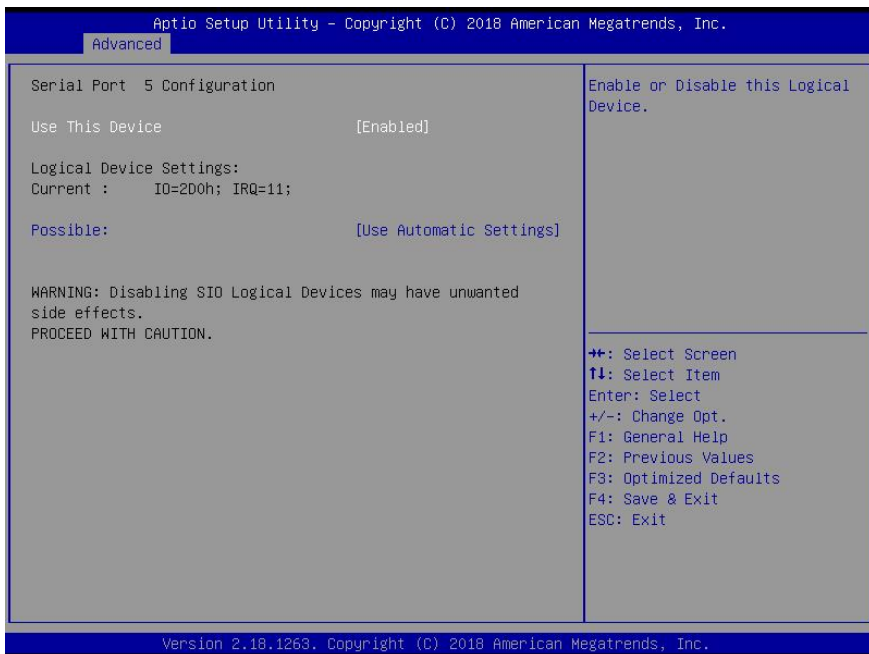 Aptio Setup Utility – Copyright (C) 2018 American Megatrends, Inc.
Advanced
Serial Port 5 Configuration
Use This Device [Enabled]
Logical Device Settings:
Current : IO=2D0h; IRQ=11;
Possible: [Use Automatic Settings]
WARNING: Disabling SIO Logical Devices may have unwanted
side effects.
PROCEED WITH CAUTION.
Enable or Disable this Logical
Device.
→←: Select Screen
↑↓: Select Item
Enter: Select
+/-: Change Opt.
F1: General Help
F2: Previous Values
F3: Optimized Defaults
F4: Save & Exit
ESC: Exit
Version 2.18.1263. Copyright (C) 2018 American Megatrends, Inc.